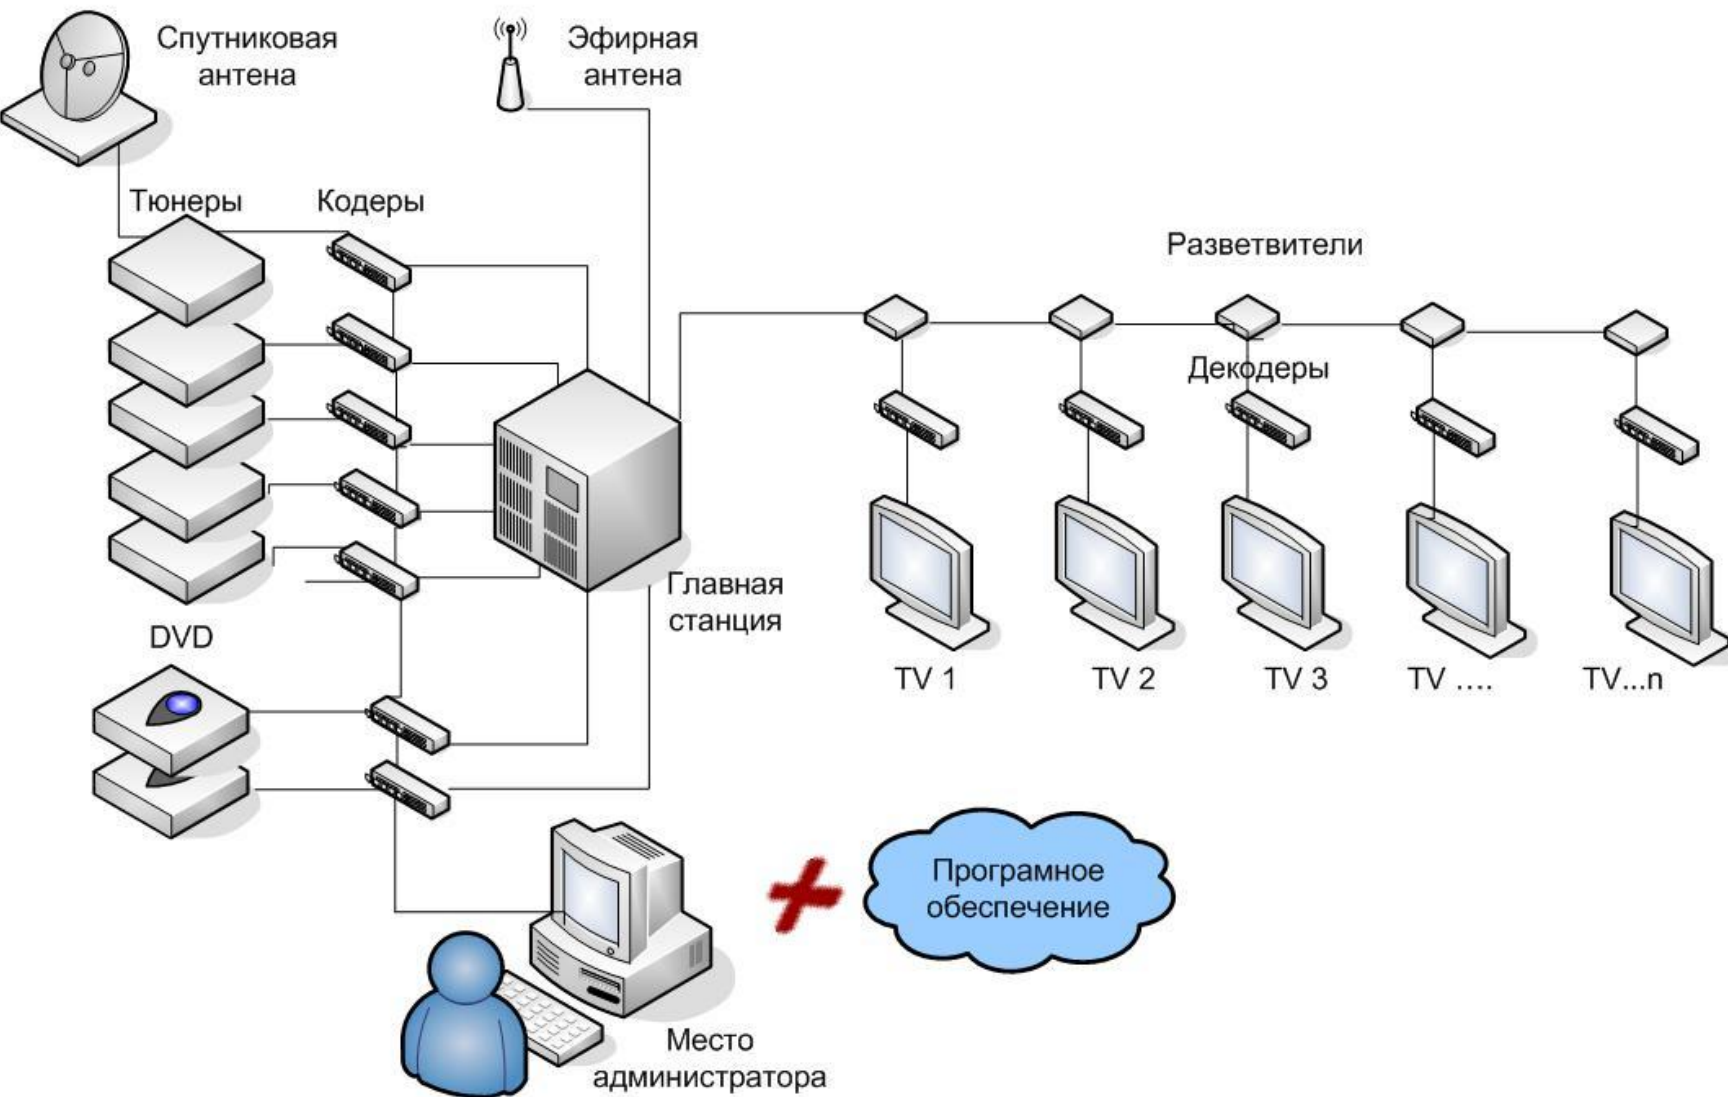 Спутниковая
антена
Эфирная
антена
Тюнеры
Кодеры
Разветвители
Декодеры
Главная
станция
DVD
TV 1
TV 2
TV 3
TV ....
TV...n
Програмное
обеспечение
Место
администратора